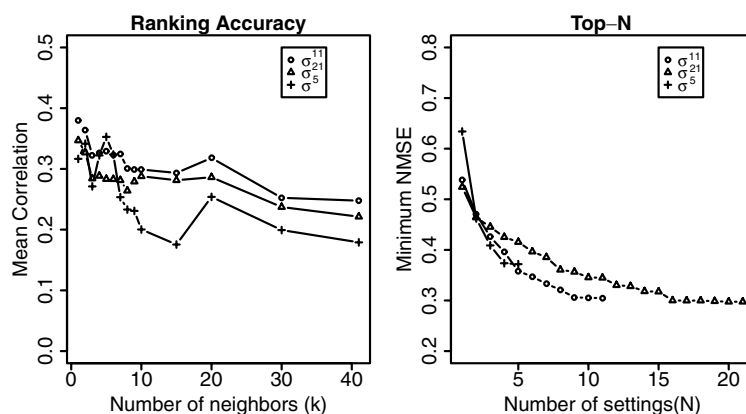 Ranking Accuracy
Mean Correlation
0.5
0.4
0.3
0.2
0.1
0.0
σ¹¹
σ²¹
σ⁵
0 10 20 30 40
Number of neighbors (k)
Top−N
Minimum NMSE
0.8
0.7
0.6
0.5
0.4
0.3
0.2
σ¹¹
σ²¹
σ⁵
5 10 15 20
Number of settings(N)